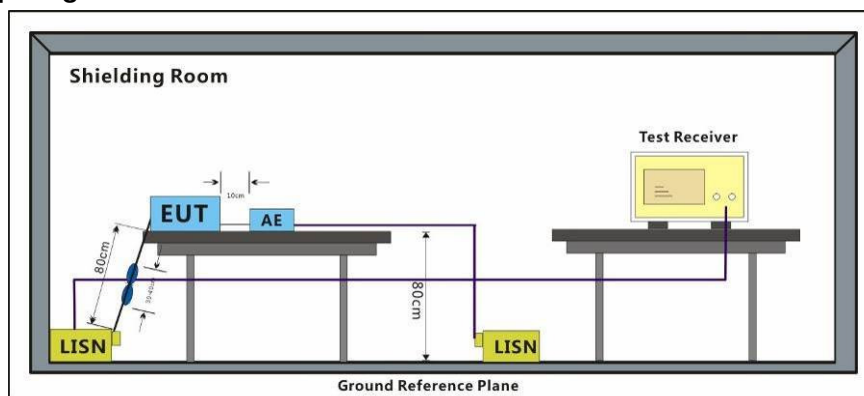 Shielding Room
Test Receiver
10cm
EUT
AE
80cm
80cm
LISN
LISN
Ground Reference Plane